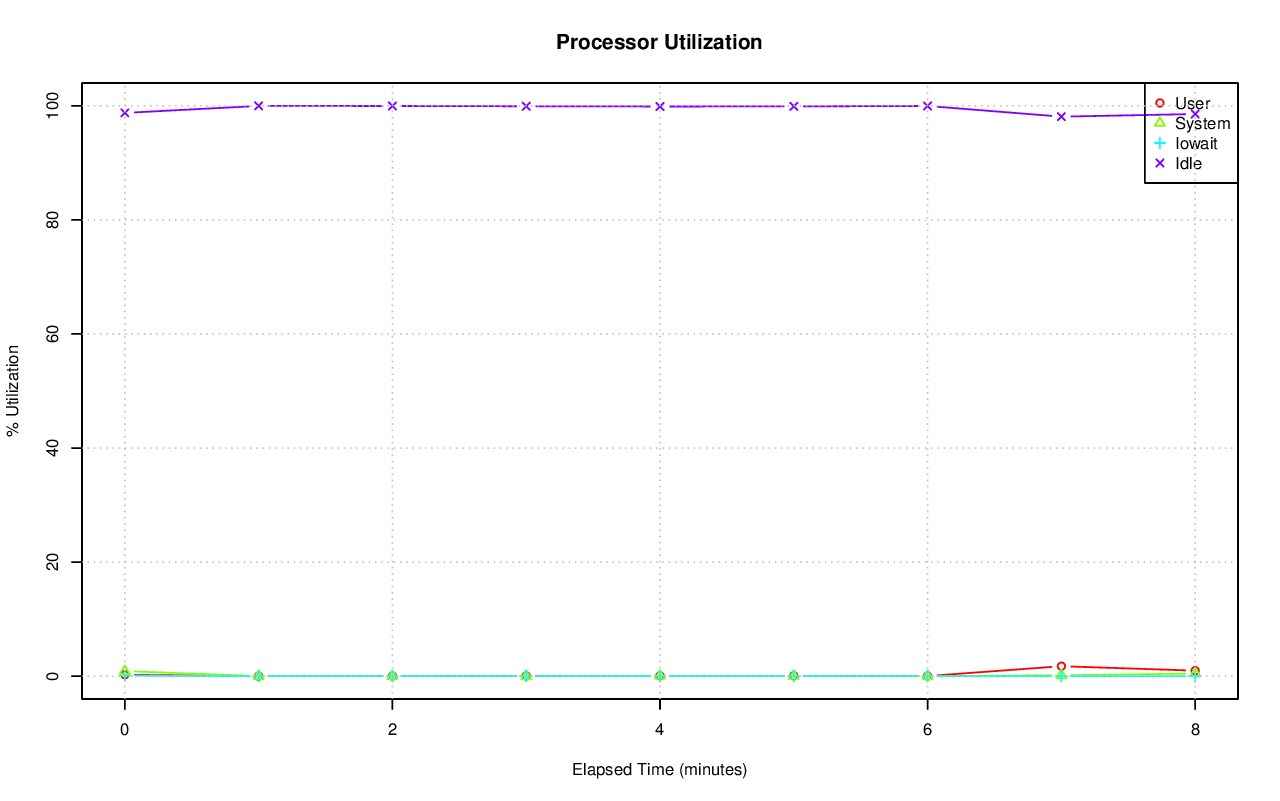 Processor Utilization
% Utilization
100
80
60
40
20
0
User
System
Iowait
Idle
0 2 4 6 8
Elapsed Time (minutes)